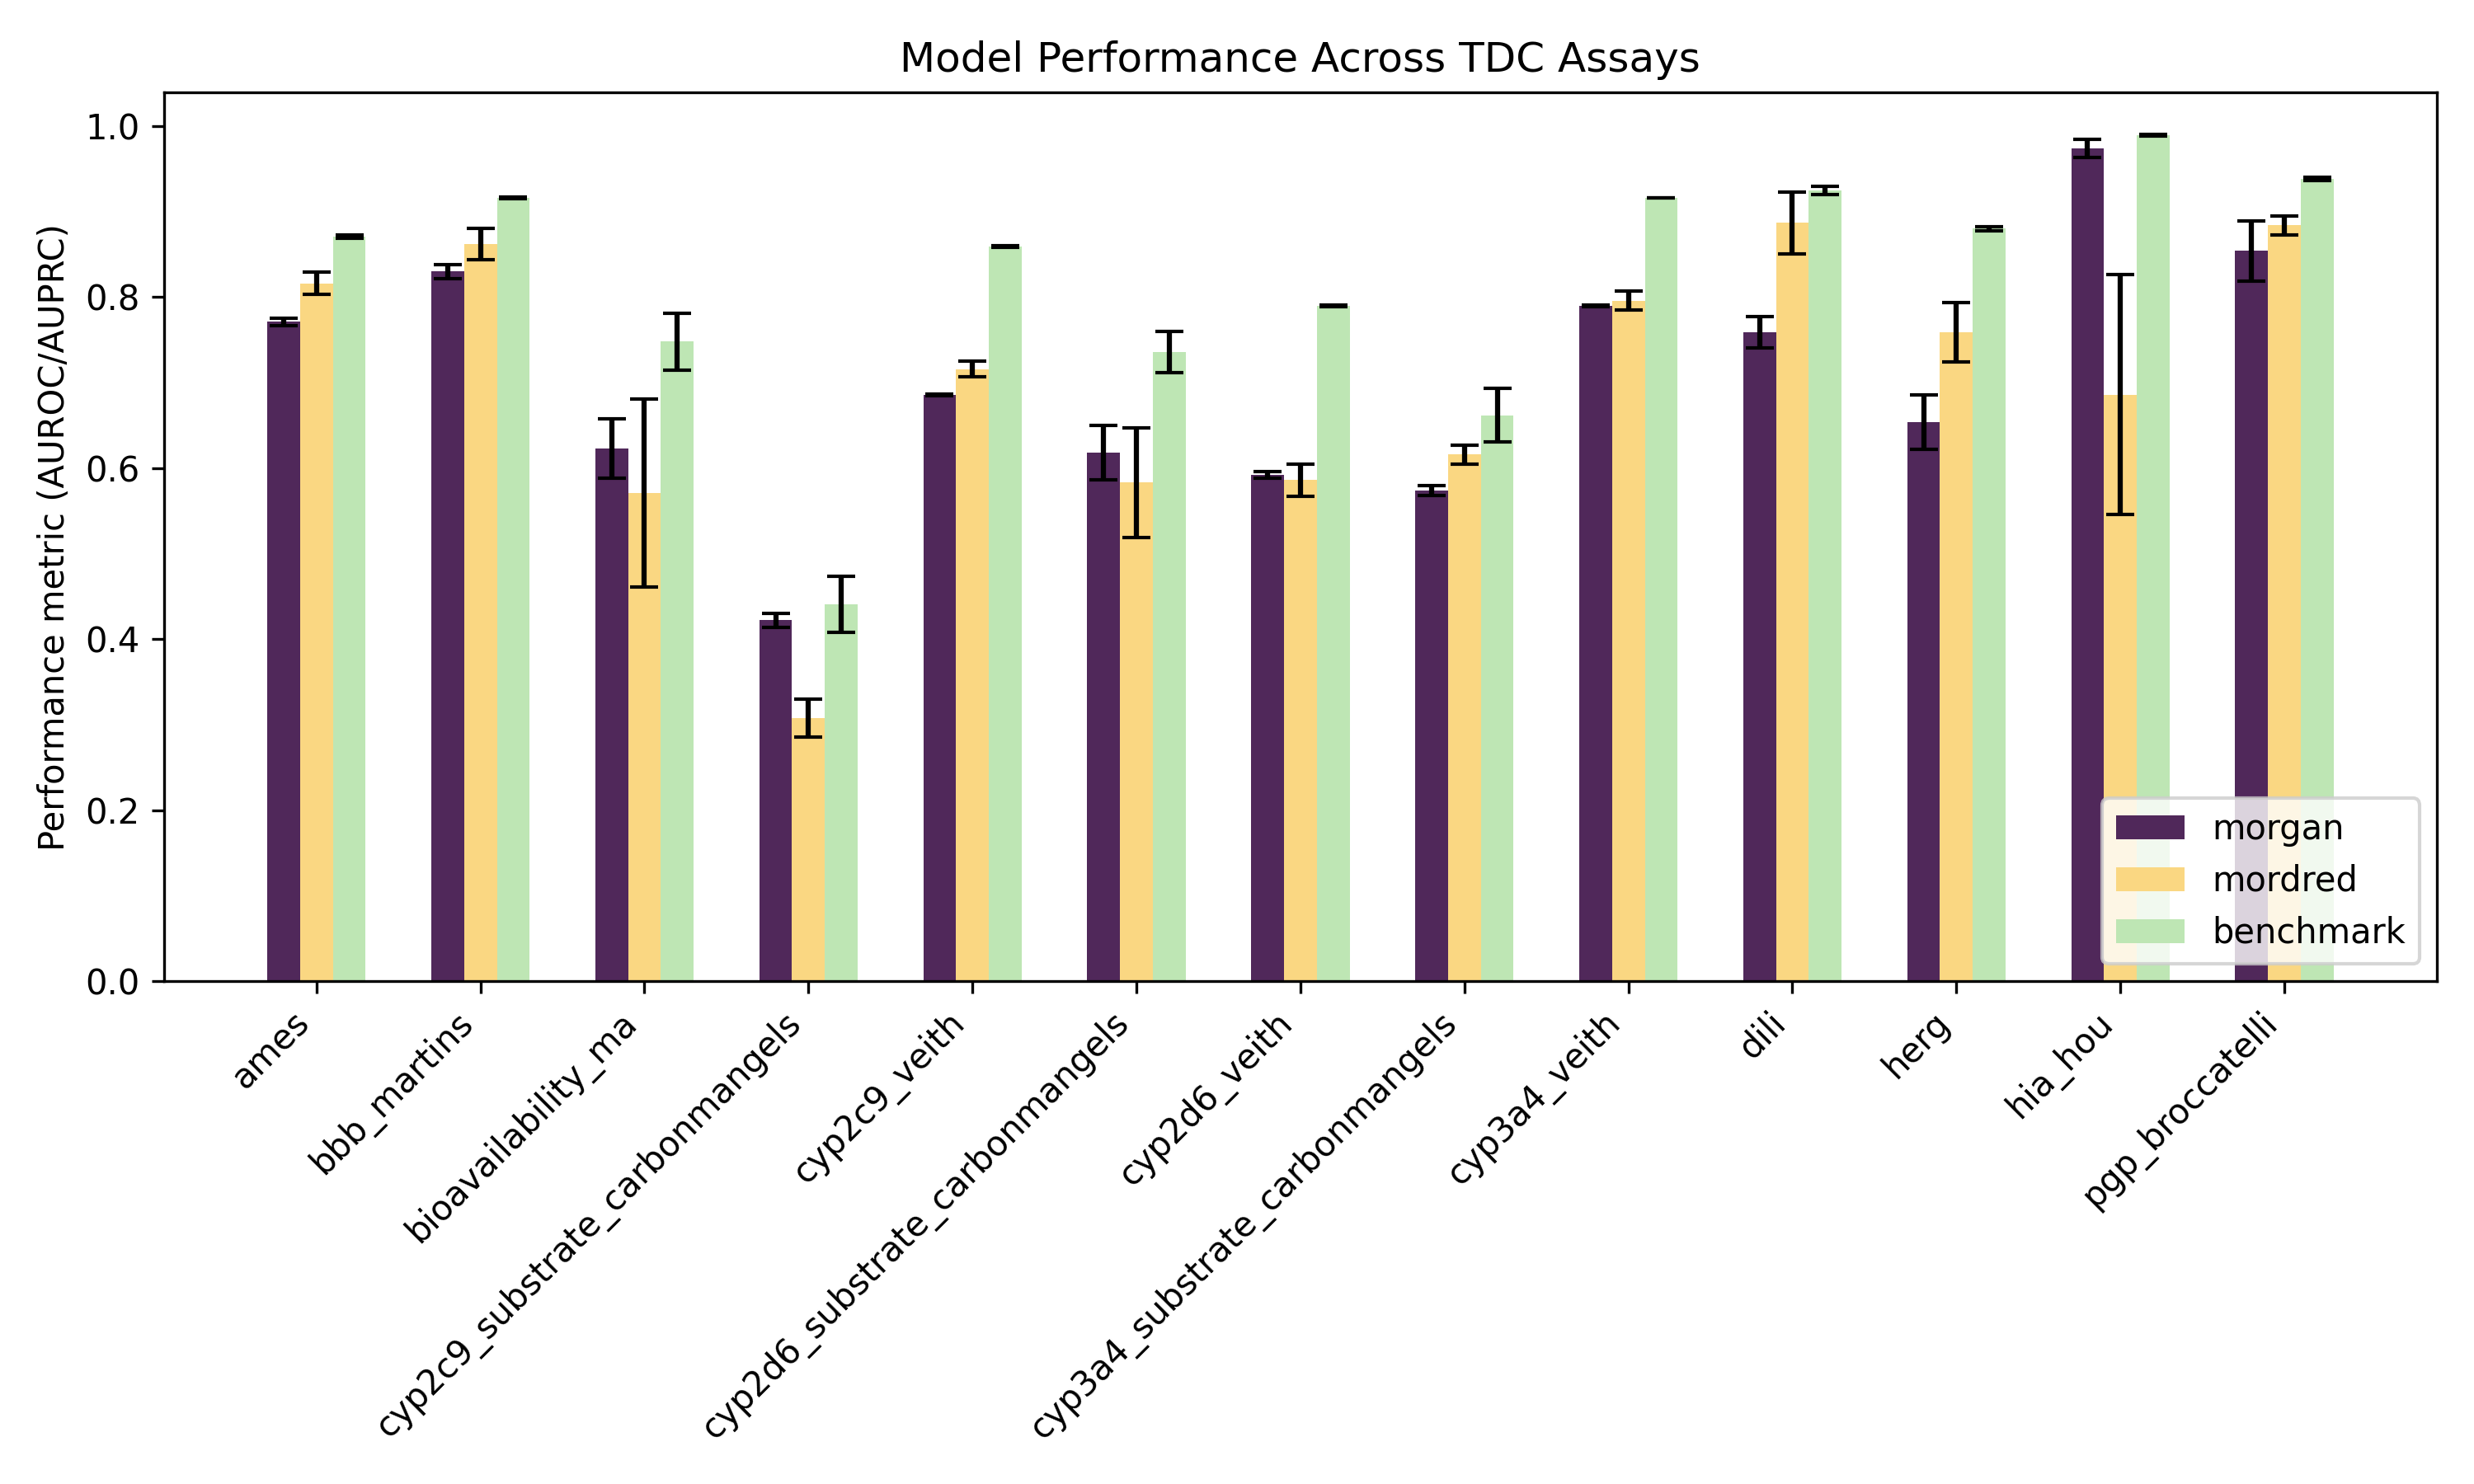 Model Performance Across TDC Assays
Performance metric (AUROC/AUPRC)
1.0
0.8
0.6
0.4
0.2
0.0
morgan
mordred
benchmark
ames
bbb_martins
bioavailability_ma
cyp2c9_substrate_carbonmangels
cyp2c9_veith
cyp2d6_substrate_carbonmangels
cyp2d6_veith
cyp3a4_substrate_carbonmangels
cyp3a4_veith
dili
herg
hia_hou
pgp_broccatelli